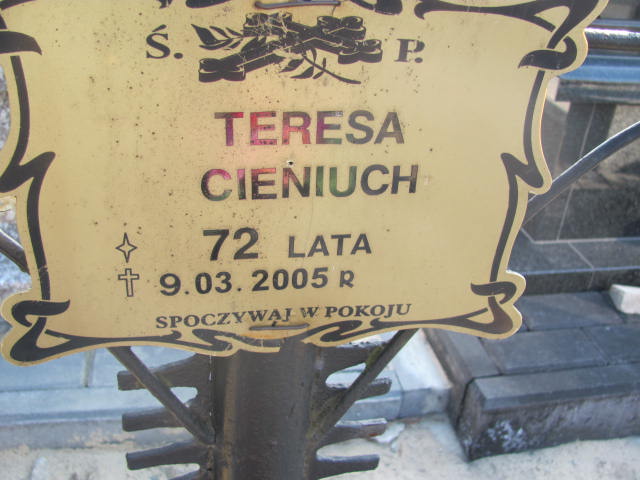 Ś. P.
TERESA
CIENIUCH
72 LATA
9.03.2005 R
SPOCZYWAJ W POKOJU